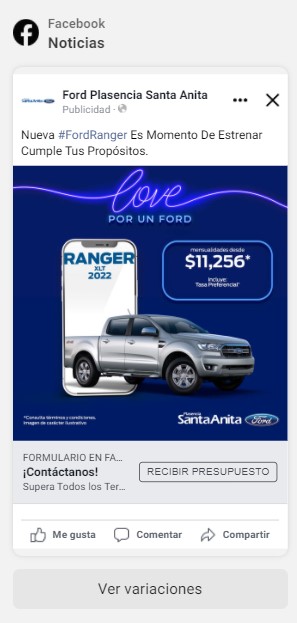 Facebook
Noticias
Ford Plasencia Santa Anita
Publicidad ·
Nueva #FordRanger Es Momento De Estrenar
Cumple Tus Propósitos.
love
POR UN FORD
RANGER
XLT
2022
mensualidades desde
$11,256*
Incluye:
Tasa Preferencial*
*Consulta términos y condiciones.
Imagen de carácter ilustrativo
Plasencia
Santa Anita
Ford
FORMULARIO EN FA...
¡Contáctanos!
Supera Todos los Ter...
RECIBIR PRESUPUESTO
Me gusta
Comentar
Compartir
Ver variaciones